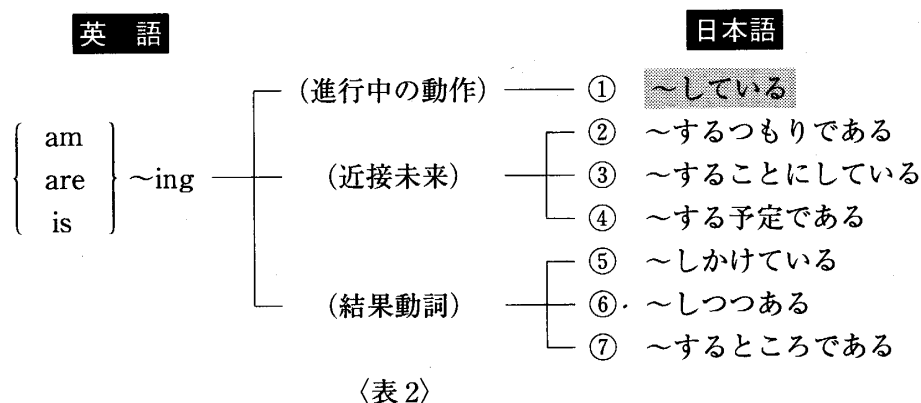 英語 日本語
(進行中の動作) ① ～している
am ② ～するつもりである
are ～ing (近接未来) ③ ～することにしている
is ④ ～する予定である
⑤ ～しかけている
(結果動詞) ⑥ ～しつつある
⑦ ～するところである
〈表2〉